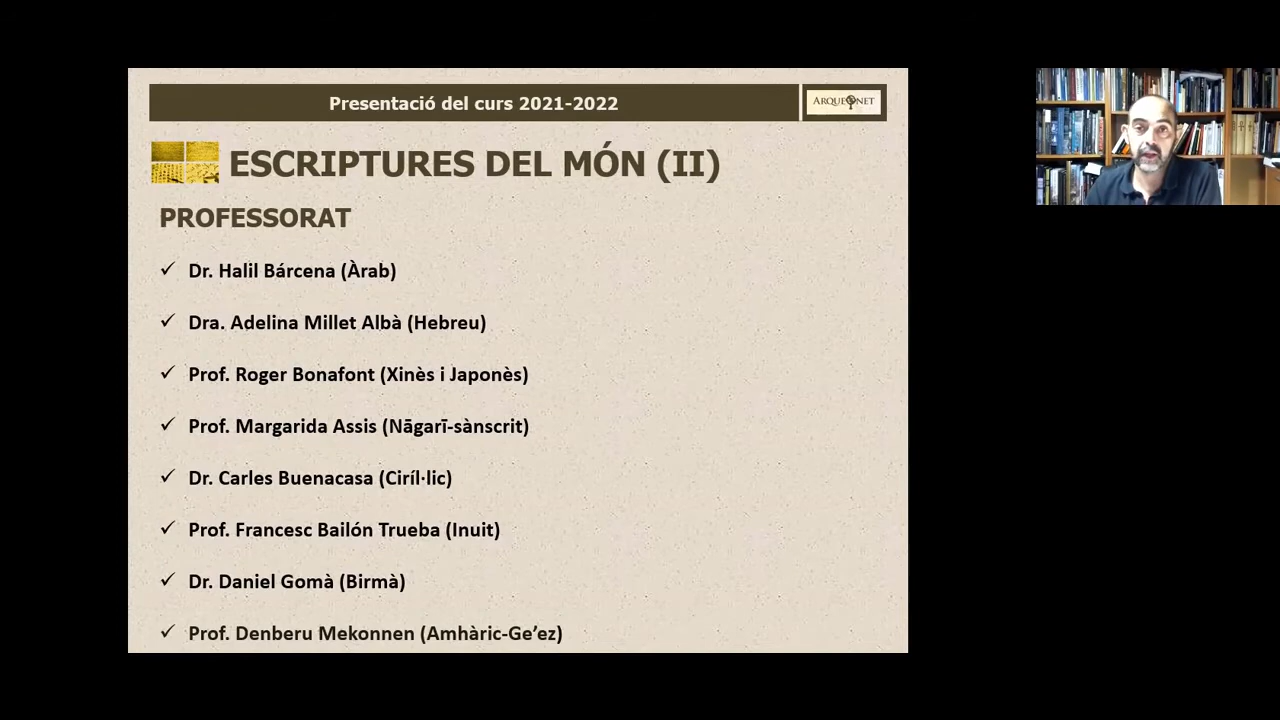 Presentació del curs 2021-2022
ARQUEONET
ESCRIPTURES DEL MÓN (II)
PROFESSORAT
✓ Dr. Halil Bárcena (Àrab)
✓ Dra. Adelina Millet Albà (Hebreu)
✓ Prof. Roger Bonafont (Xinès i Japonès)
✓ Prof. Margarida Assis (Nāgarī-sànscrit)
✓ Dr. Carles Buenacasa (Ciríl·lic)
✓ Prof. Francesc Bailón Trueba (Inuit)
✓ Dr. Daniel Gomà (Birmà)
✓ Prof. Denberu Mekonnen (Amhàric-Ge’ez)